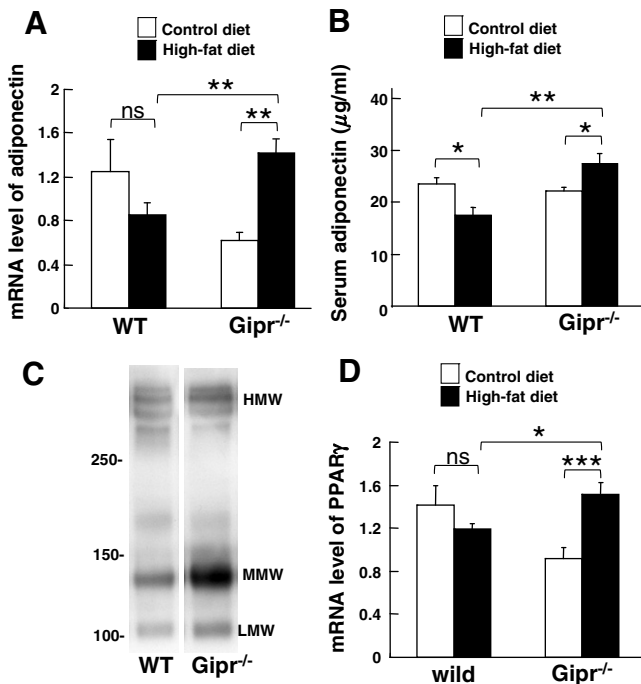 A
Control diet
High-fat diet
mRNA level of adiponectin
2
1.6
1.2
0.8
0.4
0
ns
**
**
WT
Gipr-/-
B
Control diet
High-fat diet
Serum adiponectin (μg/ml)
40
30
20
10
0
*
**
*
WT
Gipr-/-
C
HMW
250-
150-
MMW
100-
LMW
WT
Gipr-/-
D
Control diet
High-fat diet
mRNA level of PPARγ
2
1.6
1.2
0.8
0.4
ns
*
***
wild
Gipr-/-